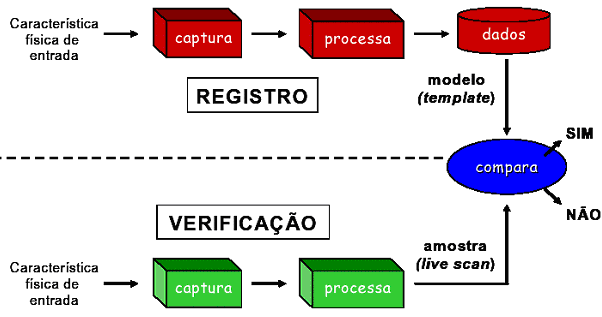 Característica
física de
entrada
captura
processa
dados
REGISTRO
modelo
(template)
compara
SIM
NÃO
VERIFICAÇÃO
amostra
(live scan)
Característica
física de
entrada
captura
processa